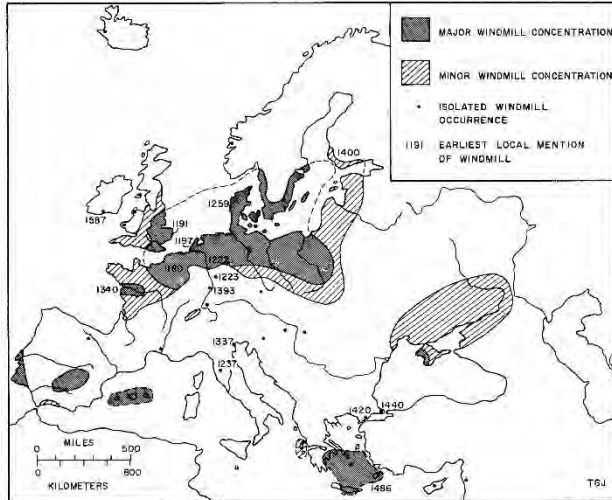 MAJOR WINDMILL CONCENTRATION
MINOR WINDMILL CONCENTRATION
ISOLATED WINDMILL
OCCURRENCE
1191 EARLIEST LOCAL MENTION
OF WINDMILL
1400
1259
1587
1191
1197
1222
1180
1223
1340
1393
1337
1237
1420
1440
1486
MILES
0 500
0 800
KILOMETERS
TGJ